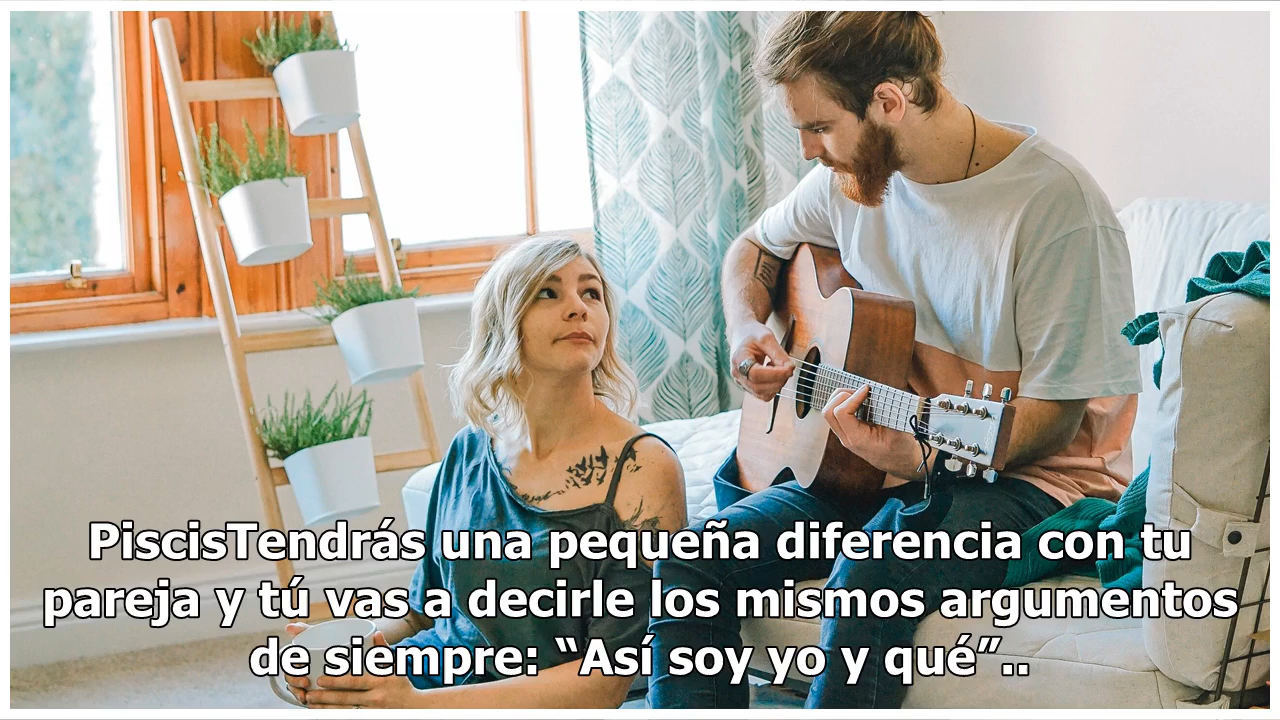 PiscisTendrás una pequeña diferencia con tu
pareja y tú vas a decirle los mismos argumentos
de siempre: “Así soy yo y qué”..